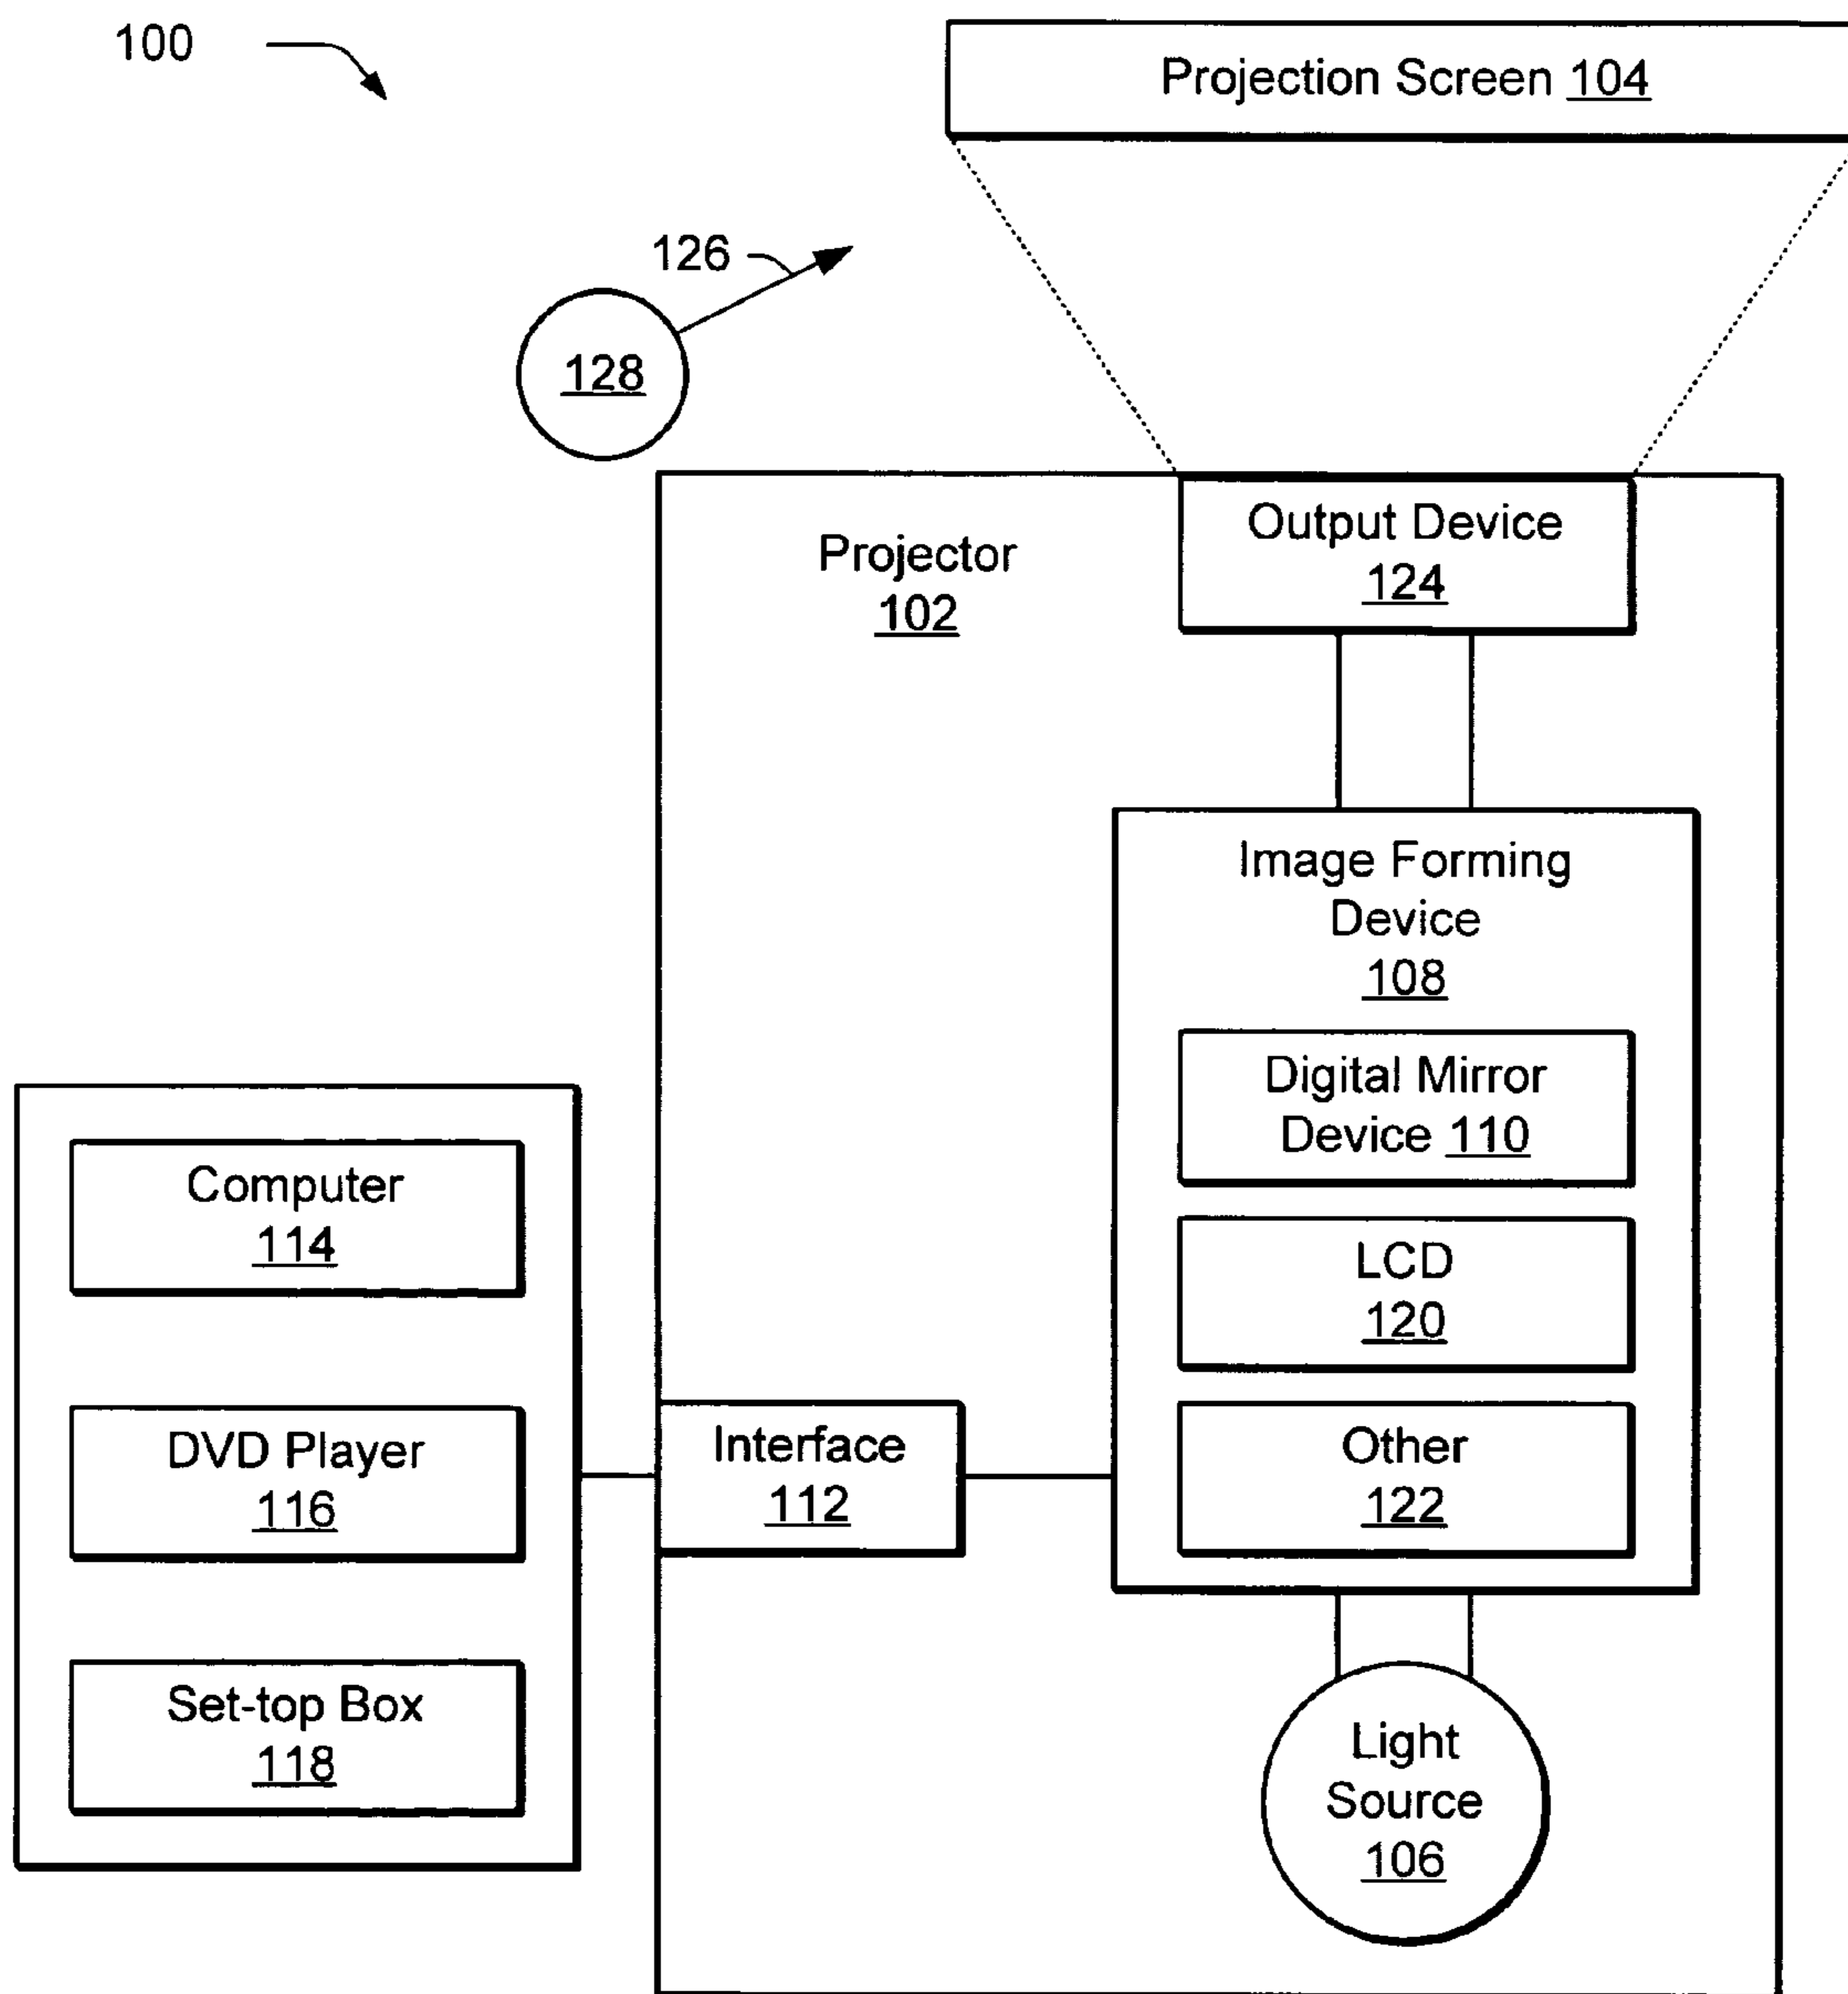 100
Projection Screen 104
126
128
Projector
102
Output Device
124
Image Forming
Device
108
Digital Mirror
Device 110
LCD
120
Other
122
Computer
114
DVD Player
116
Set-top Box
118
Interface
112
Light
Source
106